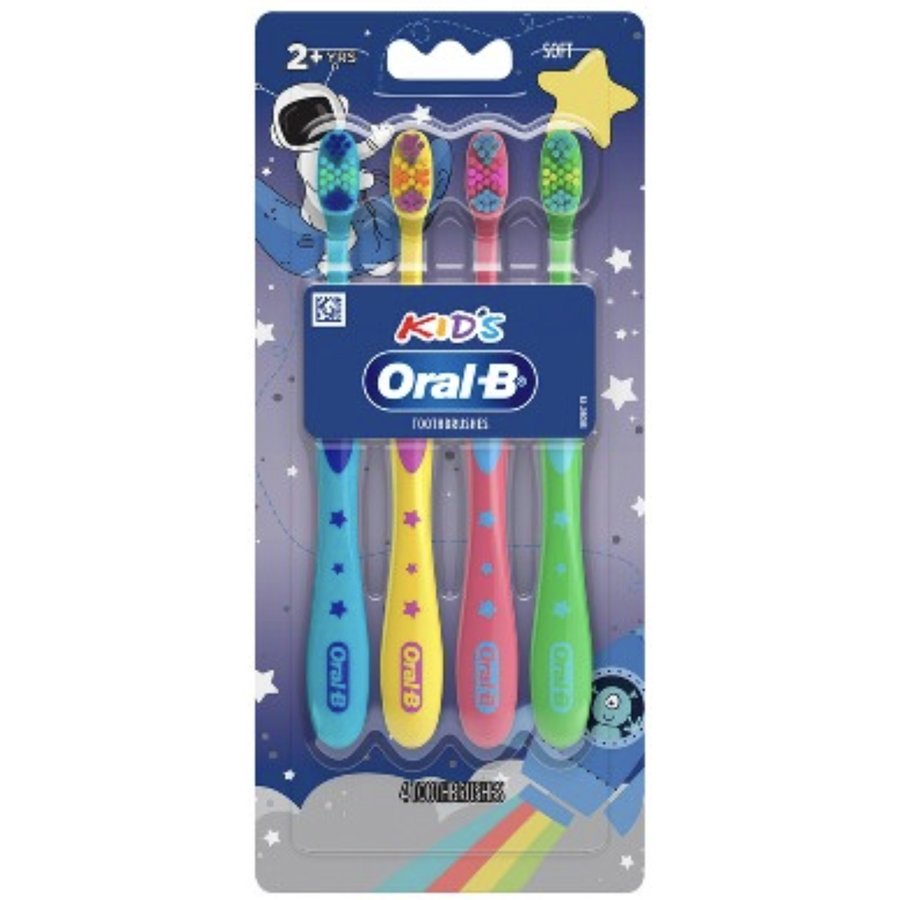 2+ YRS
SOFT
KID'S
Oral-B®
TOOTHBRUSHES
Oral-B
Oral-B
Oral-B
Oral-B
4 TOOTHBRUSHES